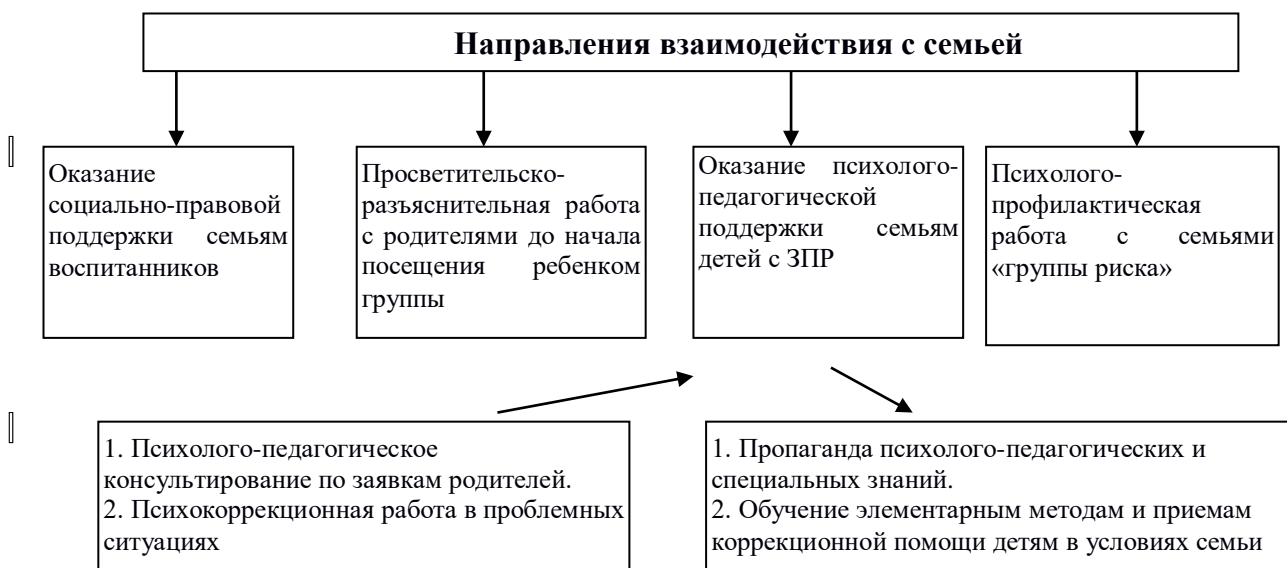 Направления взаимодействия с семьей
Оказание
социально-правовой
поддержки семьям
воспитанников
Просветительско-
разъяснительная работа
с родителями до начала
посещения ребенком
группы
Оказание психолого-
педагогической
поддержки семьям
детей с ЗПР
Психолого-
профилактическая
работа с семьями
«группы риска»
1. Психолого-педагогическое
консультирование по заявкам родителей.
2. Психокоррекционная работа в проблемных
ситуациях
1. Пропаганда психолого-педагогических и
специальных знаний.
2. Обучение элементарным методам и приемам
коррекционной помощи детям в условиях семьи